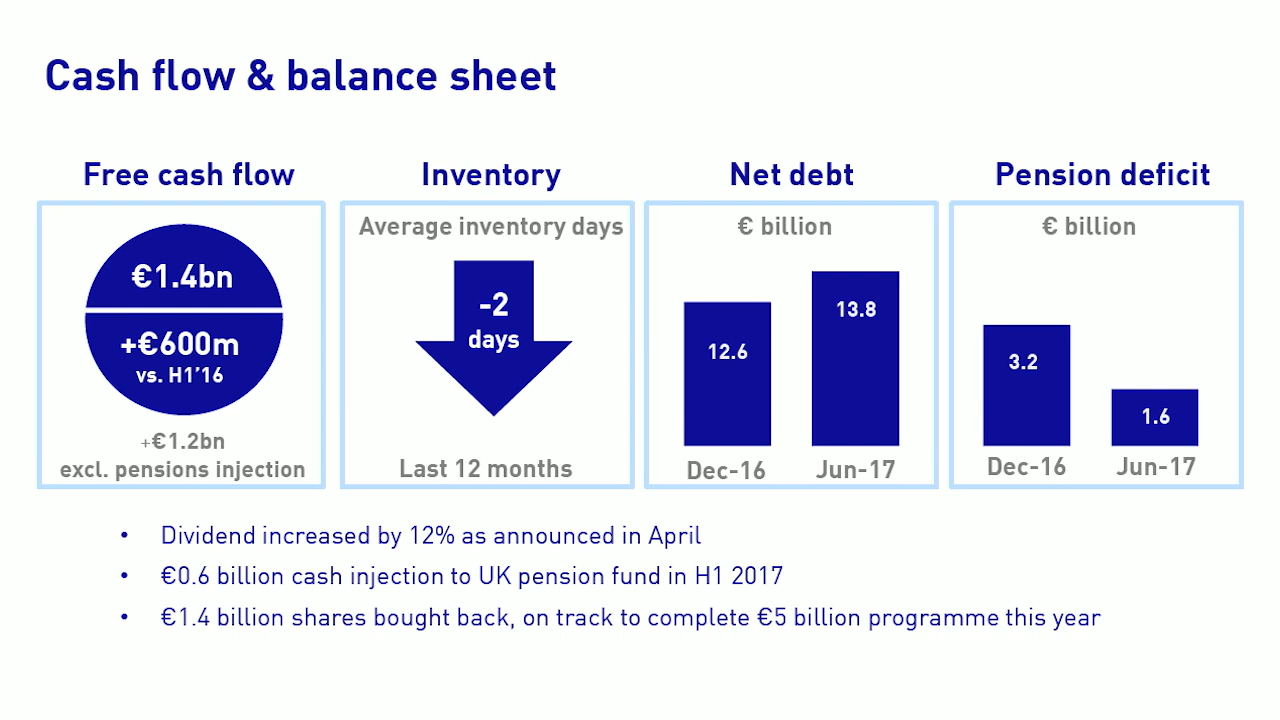 Cash flow & balance sheet
Free cash flow
€1.4bn
+€600m
vs. H1'16
+€1.2bn
excl. pensions injection
Inventory
Average inventory days
-2
days
Last 12 months
Net debt
€ billion
12.6
13.8
Dec-16
Jun-17
Pension deficit
€ billion
3.2
1.6
Dec-16
Jun-17
• Dividend increased by 12% as announced in April
• €0.6 billion cash injection to UK pension fund in H1 2017
• €1.4 billion shares bought back, on track to complete €5 billion programme this year